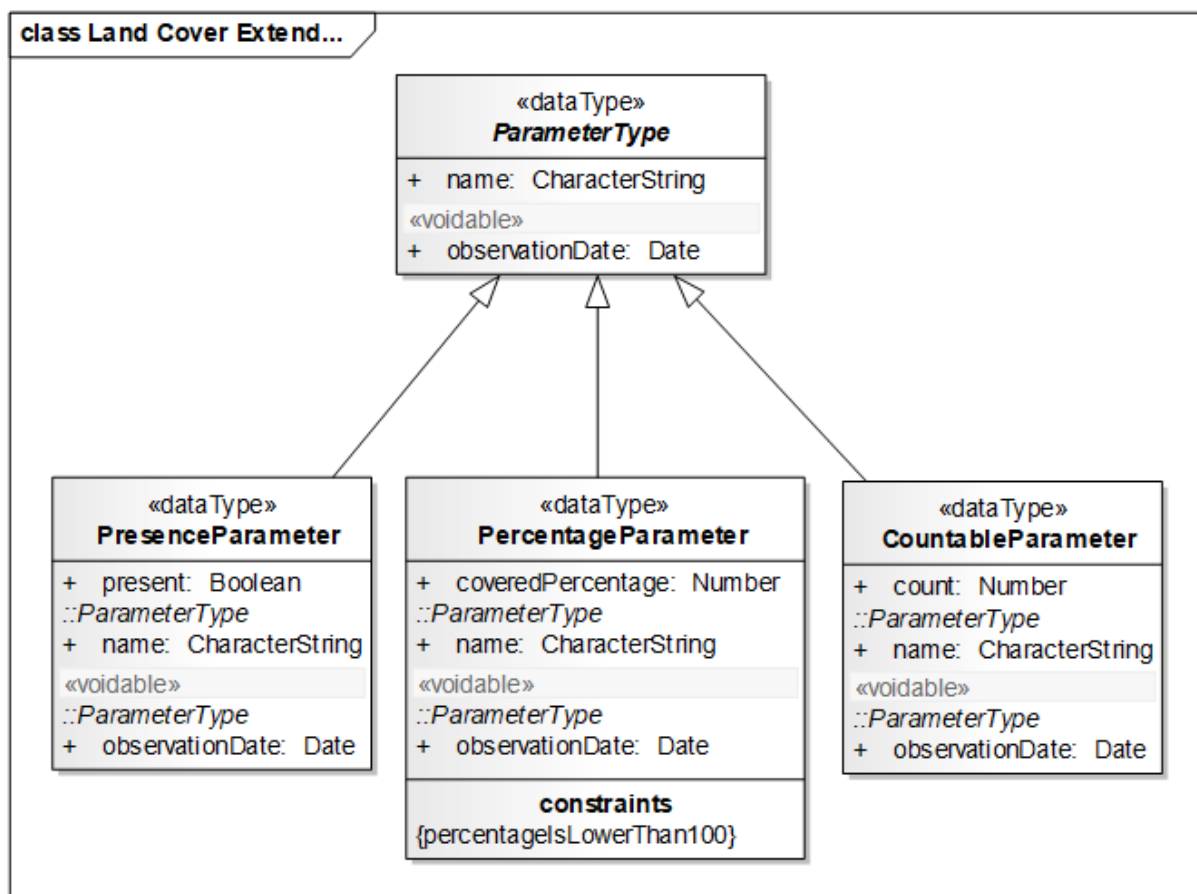 class Land Cover Extend...
«dataType»
ParameterType
+ name: CharacterString
«voidable»
+ observationDate: Date
«dataType»
PresenceParameter
+ present: Boolean
::ParameterType
+ name: CharacterString
«voidable»
::ParameterType
+ observationDate: Date
«dataType»
PercentageParameter
+ coveredPercentage: Number
::ParameterType
+ name: CharacterString
«voidable»
::ParameterType
+ observationDate: Date
constraints
{percentageIsLowerThan100}
«dataType»
CountableParameter
+ count: Number
::ParameterType
+ name: CharacterString
«voidable»
::ParameterType
+ observationDate: Date